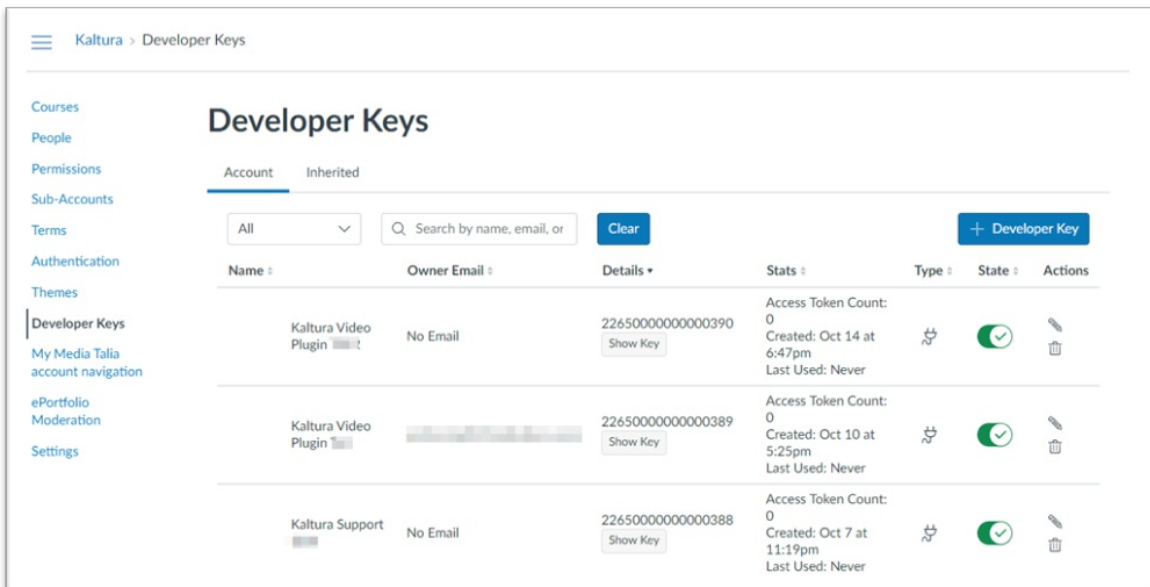 Kaltura > Developer Keys
Courses
People
Permissions
Sub-Accounts
Terms
Authentication
Themes
Developer Keys
My Media Talia
account navigation
ePortfolio
Moderation
Settings
Developer Keys
Account Inherited
All Search by name, email, or Clear + Developer Key
Name Owner Email Details Stats Type State Actions
Kaltura Video
Plugin
No Email
22650000000000390
Show Key
Access Token Count:
0
Created: Oct 14 at
6:47pm
Last Used: Never
Kaltura Video
Plugin
22650000000000389
Show Key
Access Token Count:
0
Created: Oct 10 at
5:25pm
Last Used: Never
Kaltura Support
No Email
22650000000000388
Show Key
Access Token Count:
0
Created: Oct 7 at
11:19pm
Last Used: Never